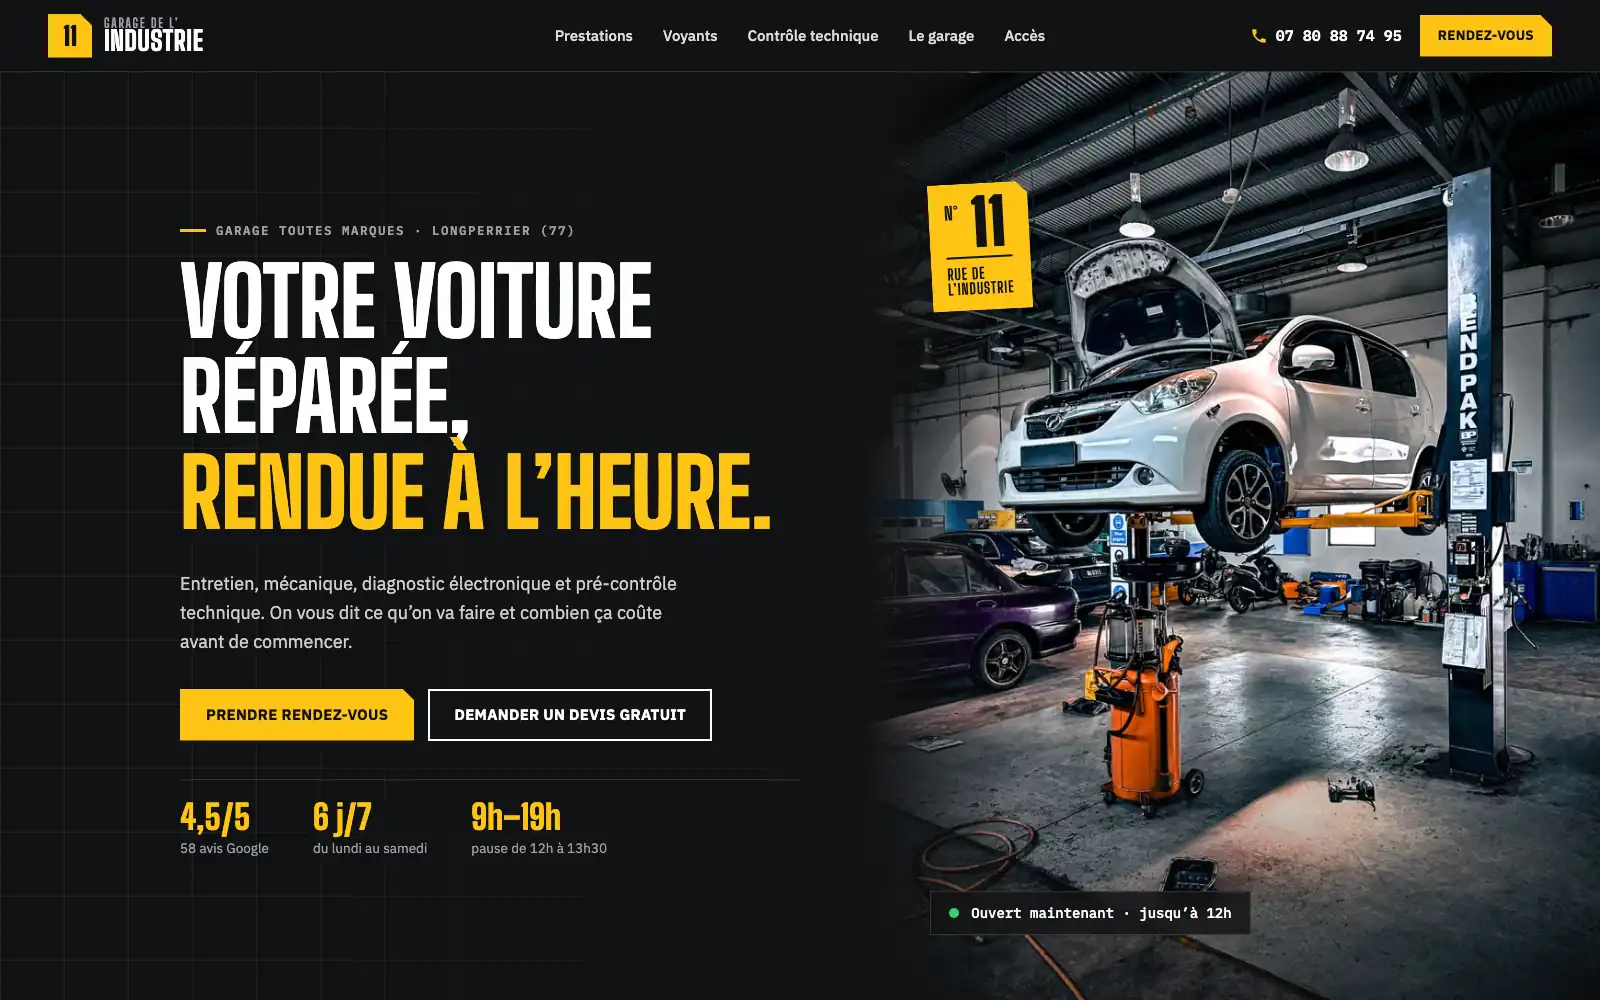 11
GARAGE DE L'
INDUSTRIE
Prestations
Voyants
Contrôle technique
Le garage
Accès
07 80 88 74 95
RENDEZ-VOUS
GARAGE TOUTES MARQUES · LONGPERRIER (77)
VOTRE VOITURE
RÉPARÉE,
RENDUE À L’HEURE.
Entretien, mécanique, diagnostic électronique et pré-contrôle
technique. On vous dit ce qu’on va faire et combien ça coûte
avant de commencer.
PRENDRE RENDEZ-VOUS
DEMANDER UN DEVIS GRATUIT
4,5/5
58 avis Google
6 j/7
du lundi au samedi
9h–19h
pause de 12h à 13h30
N° 11
RUE DE
L’INDUSTRIE
BENDPAK
Ouvert maintenant · jusqu’à 12h